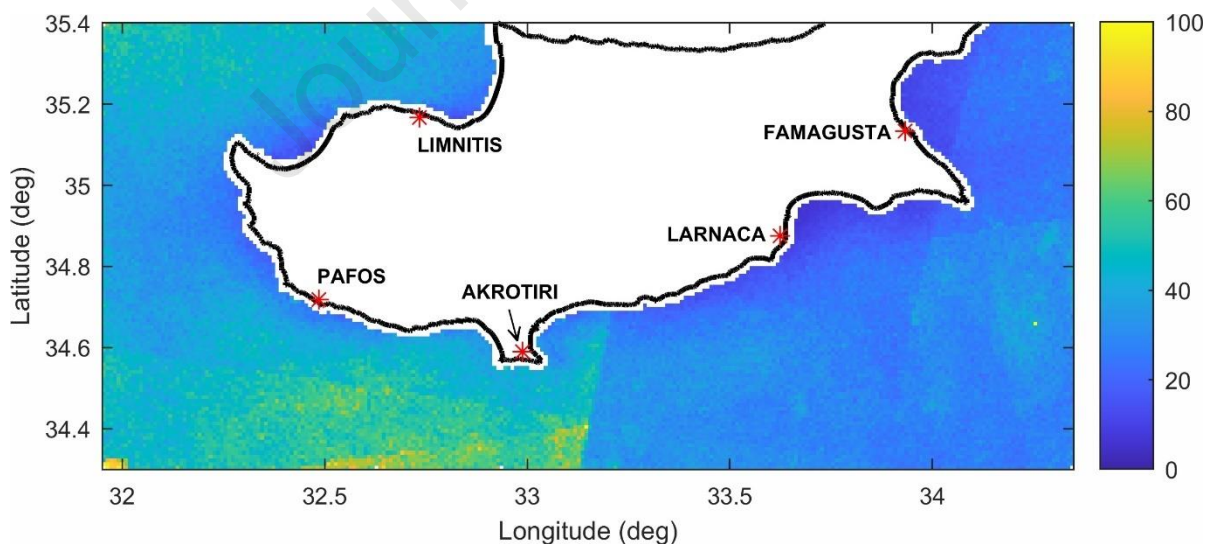 35.4
35.2
35
34.8
34.6
34.4
Latitude (deg)
LIMNITIS
FAMAGUSTA
LARNACA
PAFOS
AKROTIRI
32
32.5
33
33.5
34
Longitude (deg)
100
80
60
40
20
0